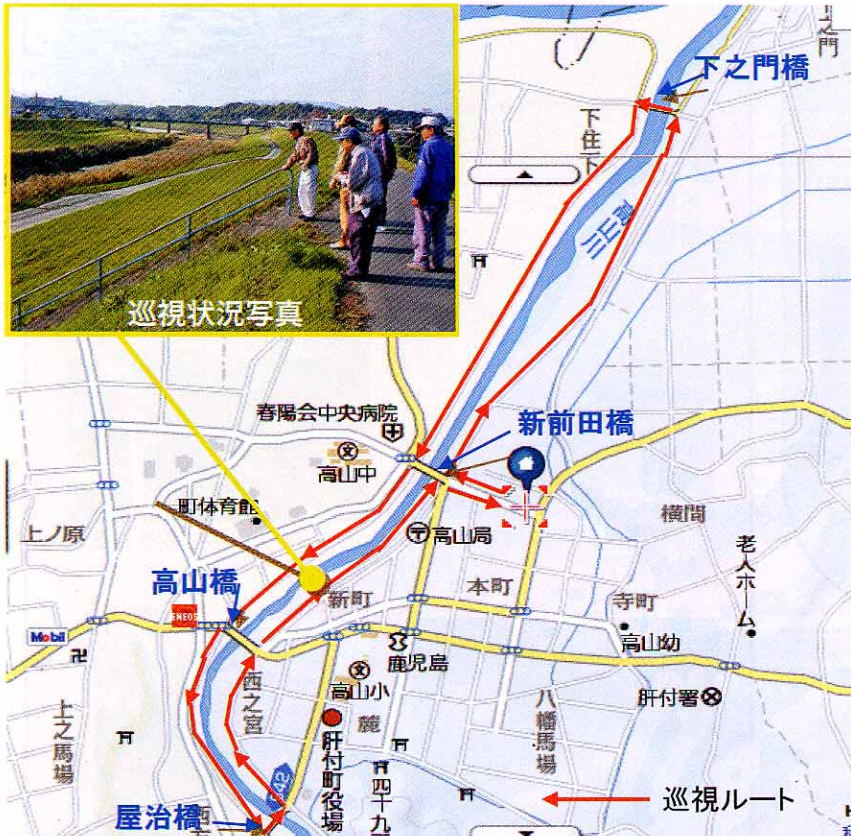 巡視状況写真
下之門橋
下住下
高山川
春陽会中央病院
高山中
新前田橋
町体育館
上ノ原
高山局
横間
高山橋
新町
本町
寺町
老人ホーム
ENEOS
Mobil
鹿児島
高山幼
高山小
西之宮
麓
八幡馬場
肝付署
上之馬場
肝付町役場
四十九
屋治橋
巡視ルート